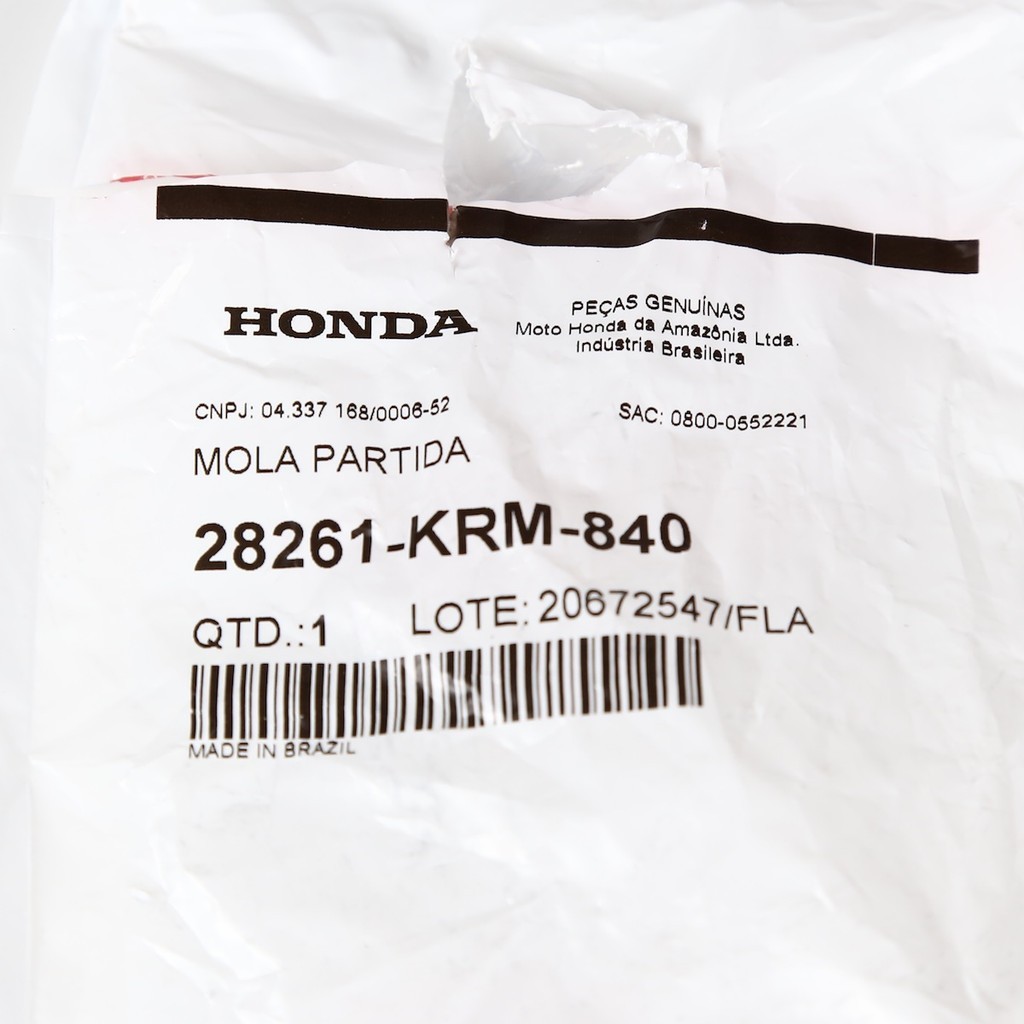 HONDA
PEÇAS GENUÍNAS
Moto Honda da Amazônia Ltda.
Indústria Brasileira
CNPJ: 04.337 168/0006-52
SAC: 0800-0552221
MOLA PARTIDA
28261-KRM-840
QTD.:1
LOTE: 20672547/FLA
MADE IN BRAZIL